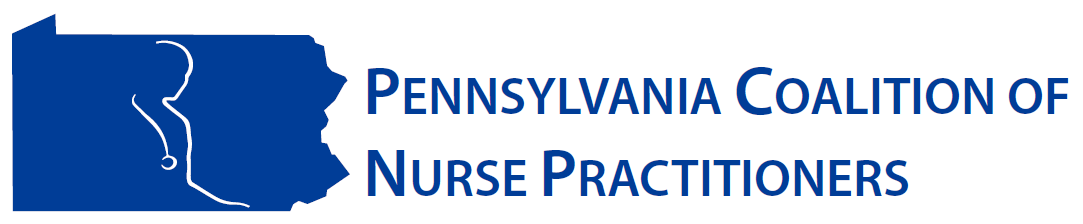 Pennsylvania Coalition of
Nurse Practitioners